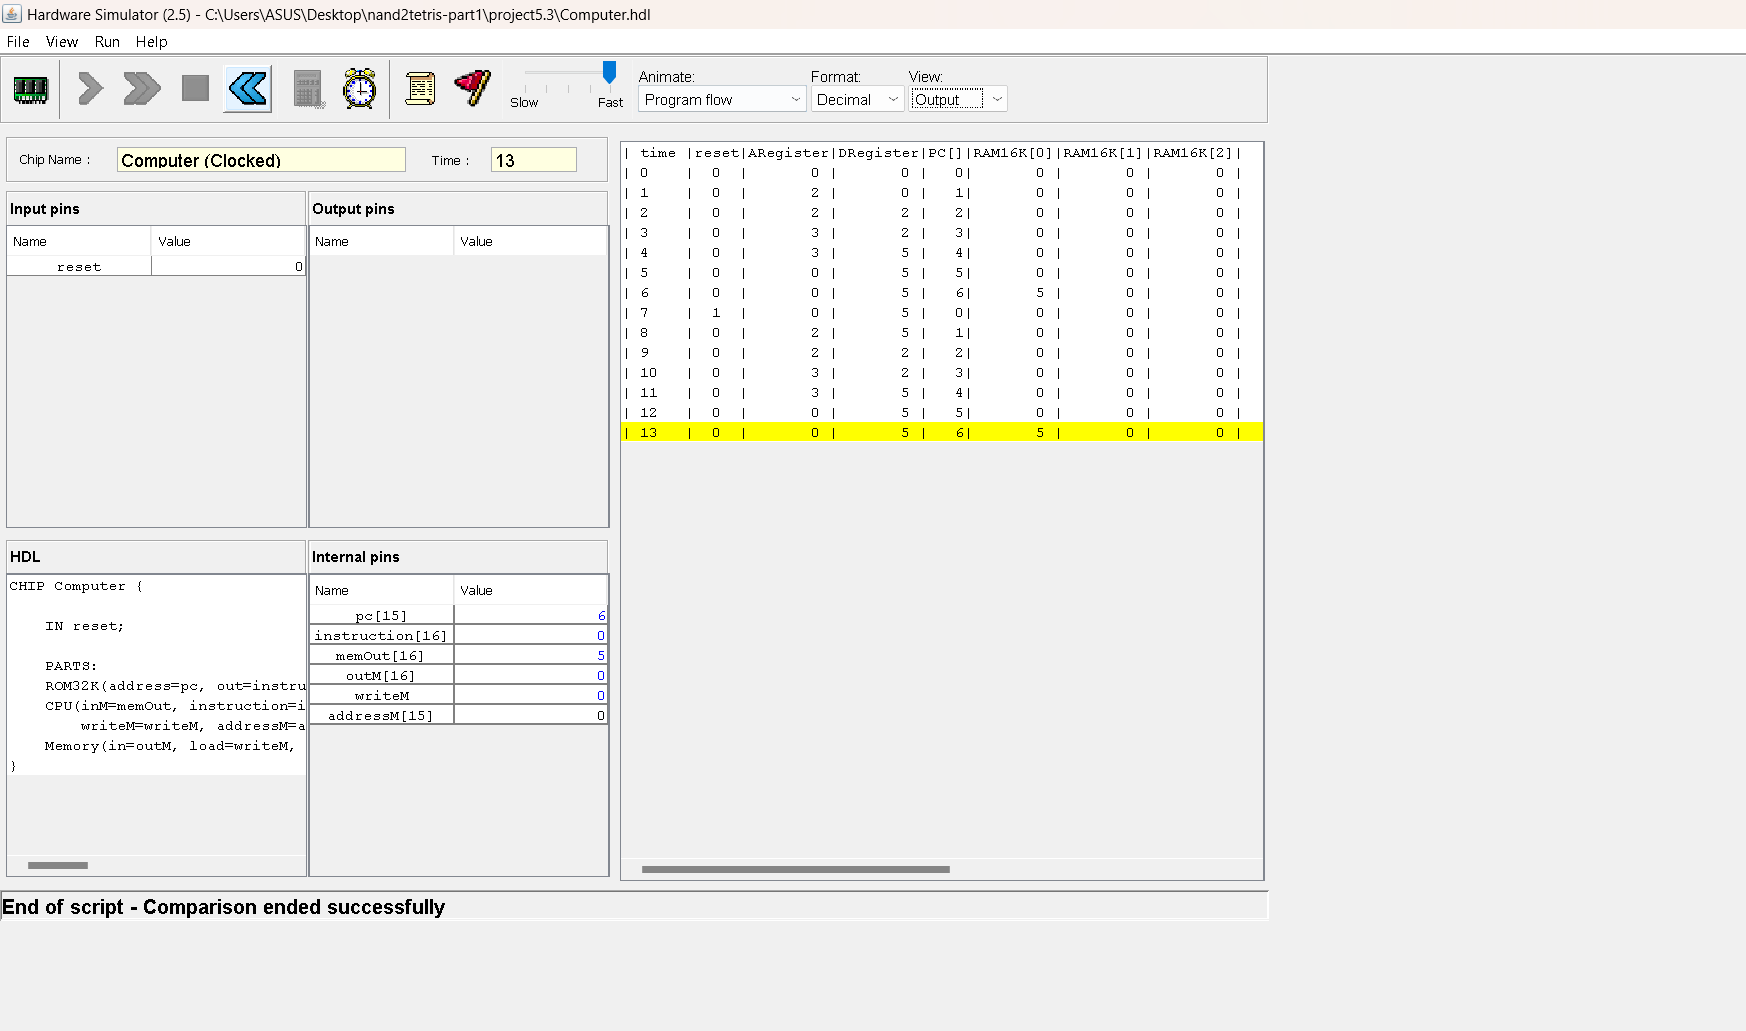 Hardware Simulator (2.5) - C:\Users\ASUS\Desktop\nand2tetris-part1\project5.3\Computer.hdl
File View Run Help
Slow Fast
Animate: Format: View:
Program flow Decimal Output
Chip Name : Computer (Clocked) Time : 13
Input pins
Name Value
reset 0
Output pins
Name Value
| time |reset|ARegister|DRegister|PC[]|RAM16K[0]|RAM16K[1]|RAM16K[2]|
| 0 | 0 | 0 | 0 | 0| 0 | 0 | 0 |
| 1 | 0 | 2 | 0 | 1| 0 | 0 | 0 |
| 2 | 0 | 2 | 2 | 2| 0 | 0 | 0 |
| 3 | 0 | 3 | 2 | 3| 0 | 0 | 0 |
| 4 | 0 | 3 | 5 | 4| 0 | 0 | 0 |
| 5 | 0 | 0 | 5 | 5| 0 | 0 | 0 |
| 6 | 0 | 0 | 5 | 6| 5 | 0 | 0 |
| 7 | 1 | 0 | 5 | 0| 0 | 0 | 0 |
| 8 | 0 | 2 | 5 | 1| 0 | 0 | 0 |
| 9 | 0 | 2 | 2 | 2| 0 | 0 | 0 |
| 10 | 0 | 3 | 2 | 3| 0 | 0 | 0 |
| 11 | 0 | 3 | 5 | 4| 0 | 0 | 0 |
| 12 | 0 | 0 | 5 | 5| 0 | 0 | 0 |
| 13 | 0 | 0 | 5 | 6| 5 | 0 | 0 |
HDL
CHIP Computer {
IN reset;
PARTS:
ROM32K(address=pc, out=instru
CPU(inM=memOut, instruction=i
writeM=writeM, addressM=a
Memory(in=outM, load=writeM,
}
Internal pins
Name Value
pc[15] 6
instruction[16] 0
memOut[16] 5
outM[16] 0
writeM 0
addressM[15] 0
End of script - Comparison ended successfully